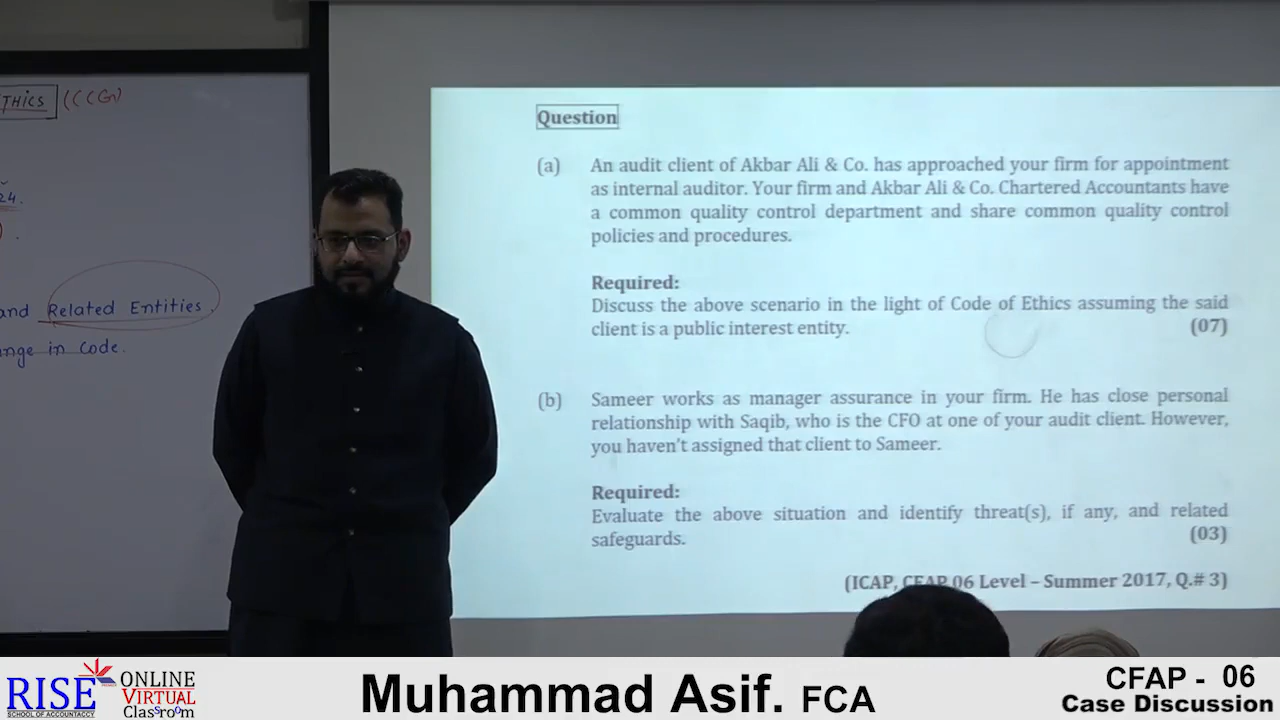 THICS (CCG)
24.
and Related Entities
nge in Code.
Question
(a) An audit client of Akbar Ali & Co. has approached your firm for appointment
as internal auditor. Your firm and Akbar Ali & Co. Chartered Accountants have
a common quality control department and share common quality control
policies and procedures.
Required:
Discuss the above scenario in the light of Code of Ethics assuming the said
client is a public interest entity. (07)
(b) Sameer works as manager assurance in your firm. He has close personal
relationship with Saqib, who is the CFO at one of your audit client. However,
you haven't assigned that client to Sameer.
Required:
Evaluate the above situation and identify threat(s), if any, and related
safeguards. (03)
(ICAP, CFAP 06 Level – Summer 2017, Q.# 3)
RISE
SCHOOL OF ACCOUNTANCY
ONLINE
VIRTUAL
Classroom
Muhammad Asif. FCA
CFAP - 06
Case Discussion